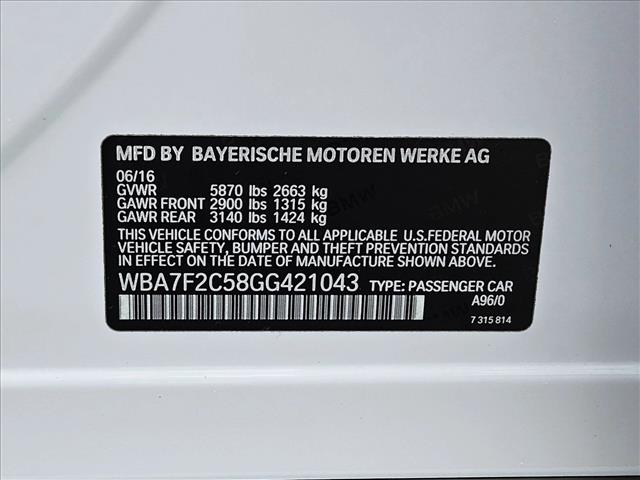 MFD BY BAYERISCHE MOTOREN WERKE AG
06/16
GVWR 5870 lbs 2663 kg
GAWR FRONT 2900 lbs 1315 kg
GAWR REAR 3140 lbs 1424 kg
THIS VEHICLE CONFORMS TO ALL APPLICABLE U.S.FEDERAL MOTOR
VEHICLE SAFETY, BUMPER AND THEFT PREVENTION STANDARDS
IN EFFECT ON THE DATE OF MANUFACTURE SHOWN ABOVE.
WBA7F2C58GG421043 TYPE: PASSENGER CAR
A96/0
7 315 814